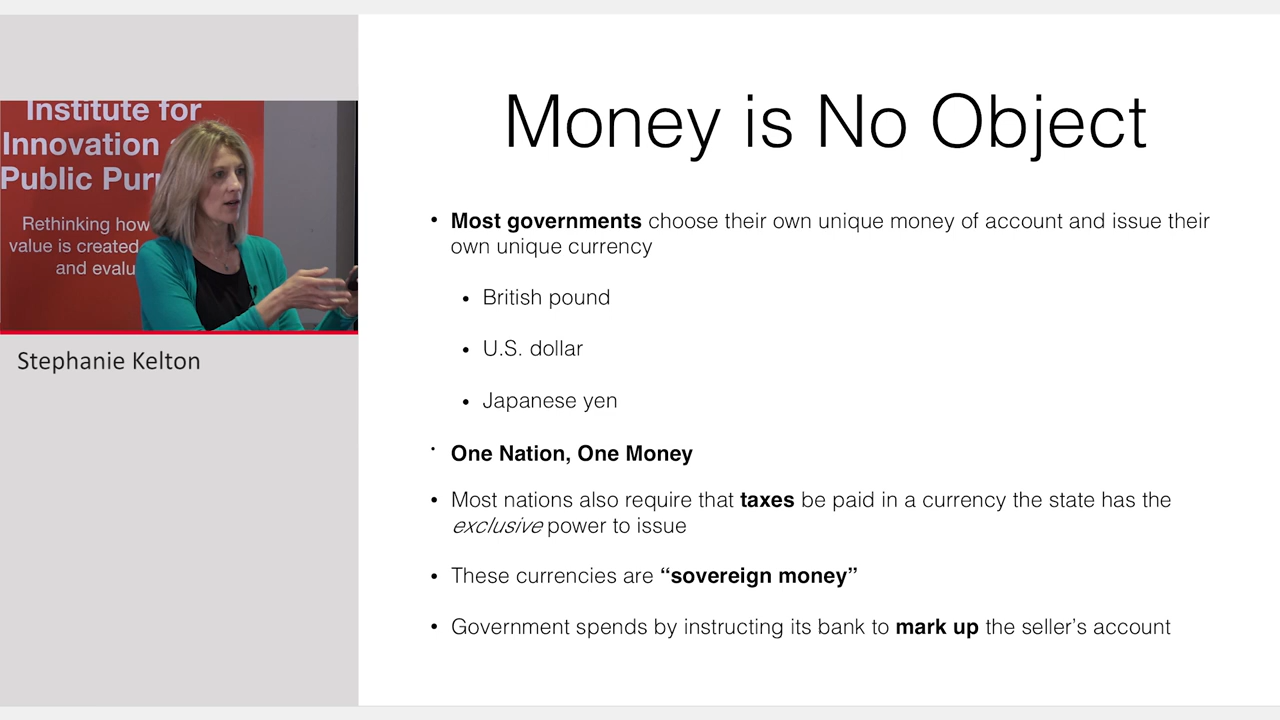 Institute for
Innovation
Public
Rethinking how
value is created
and
Stephanie Kelton
Money is No Object
• Most governments choose their own unique money of account and issue their
own unique currency
• British pound
• U.S. dollar
• Japanese yen
• One Nation, One Money
• Most nations also require that taxes be paid in a currency the state has the
exclusive power to issue
• These currencies are “sovereign money”
• Government spends by instructing its bank to mark up the seller’s account